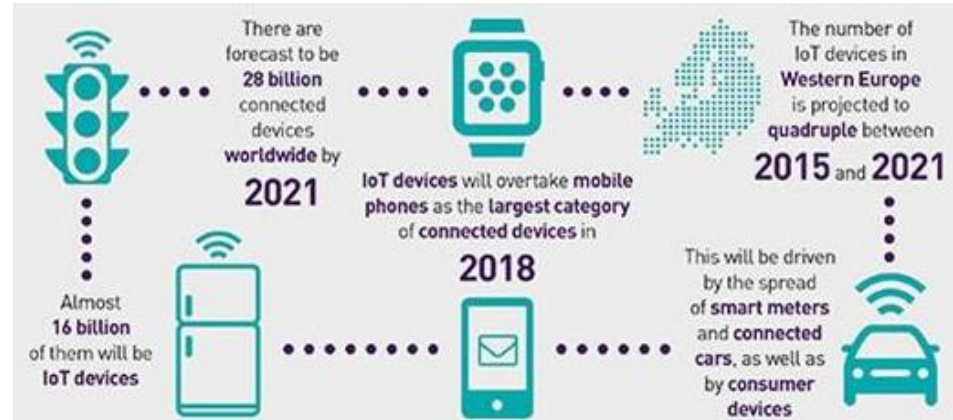 There are
forecast to be
28 billion
connected
devices
worldwide by
2021
IoT devices will overtake mobile
phones as the largest category
of connected devices in
2018
The number of
IoT devices in
Western Europe
is projected to
quadruple between
2015 and 2021
This will be driven
by the spread
of smart meters
and connected
cars, as well as
by consumer
devices
Almost
16 billion
of them will be
IoT devices